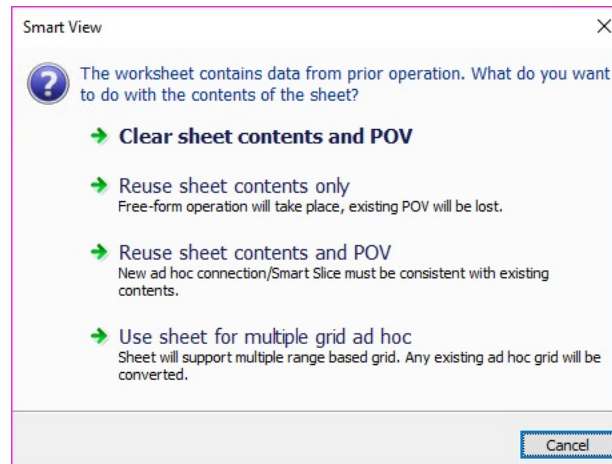 Smart View
The worksheet contains data from prior operation. What do you want
to do with the contents of the sheet?
Clear sheet contents and POV
Reuse sheet contents only
Free-form operation will take place, existing POV will be lost.
Reuse sheet contents and POV
New ad hoc connection/Smart Slice must be consistent with existing
contents.
Use sheet for multiple grid ad hoc
Sheet will support multiple range based grid. Any existing ad hoc grid will be
converted.
Cancel